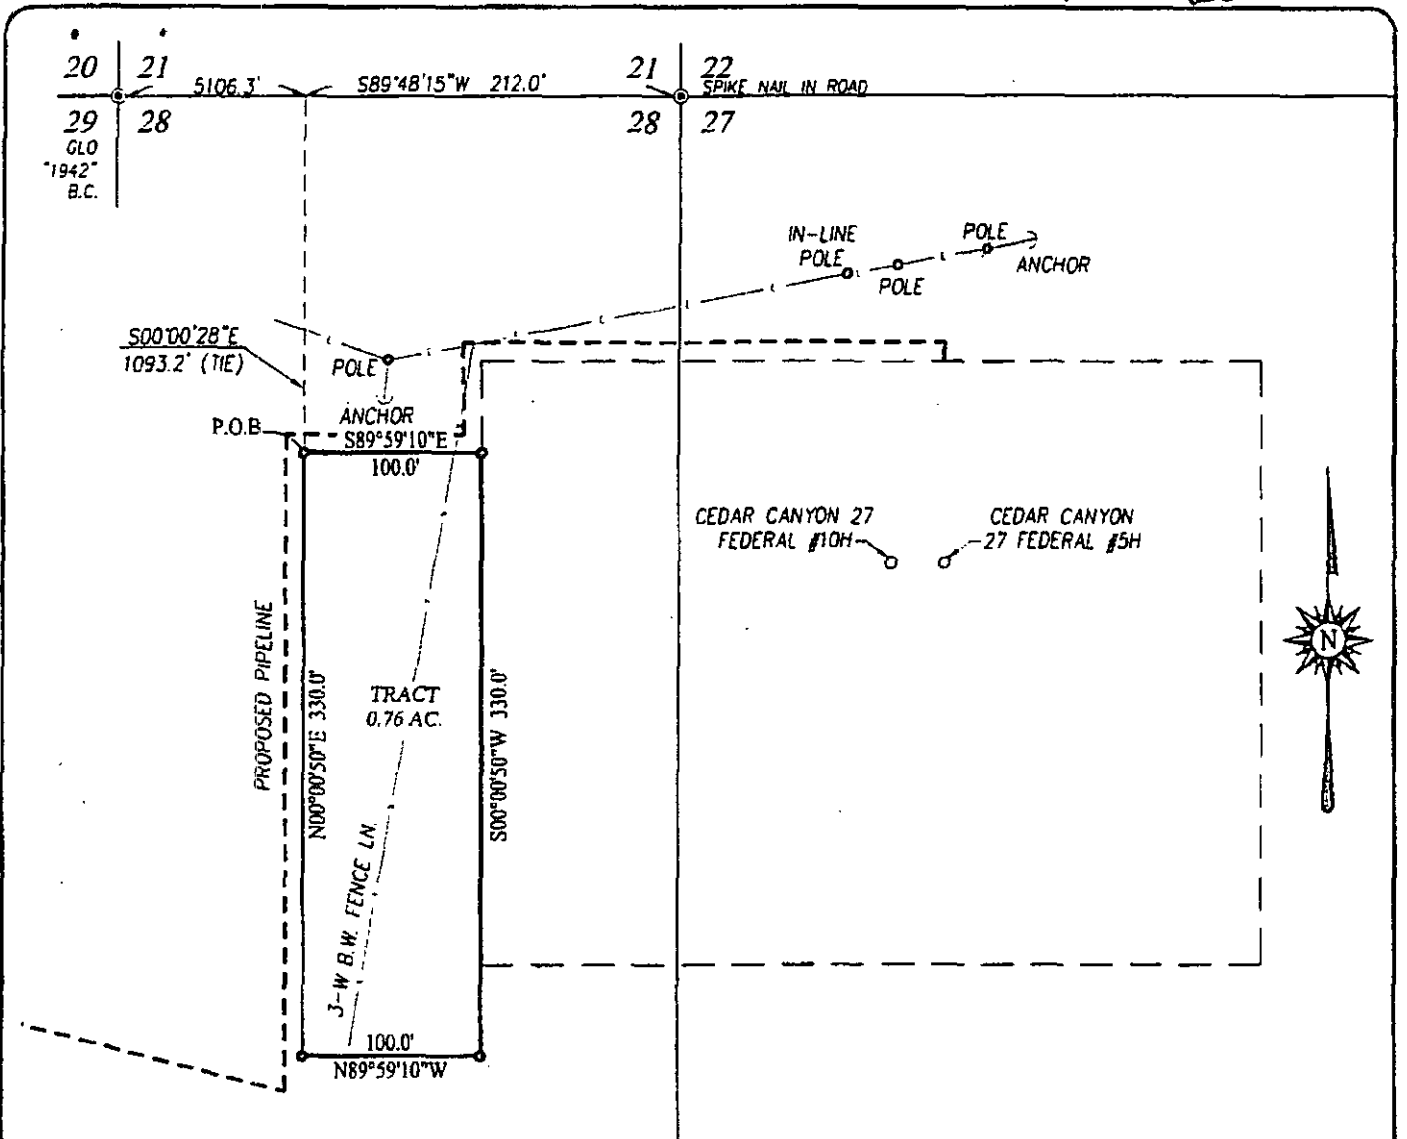 20 21
5106.3'
S89°48'15"W 212.0'
21 22
SPIKE NAIL IN ROAD
29 28
28 27
GLO
"1942"
B.C.
IN-LINE
POLE
POLE
POLE
ANCHOR
S00°00'28"E
1093.2' (TIE)
POLE
ANCHOR
P.O.B.
S89°59'10"E
100.0'
CEDAR CANYON 27
FEDERAL #10H
CEDAR CANYON
27 FEDERAL #5H
N
PROPOSED PIPELINE
N00°00'50"E 330.0'
TRACT
0.76 AC.
S00°00'50"W 330.0'
3-W B.W. FENCE LN.
100.0'
N89°59'10"W